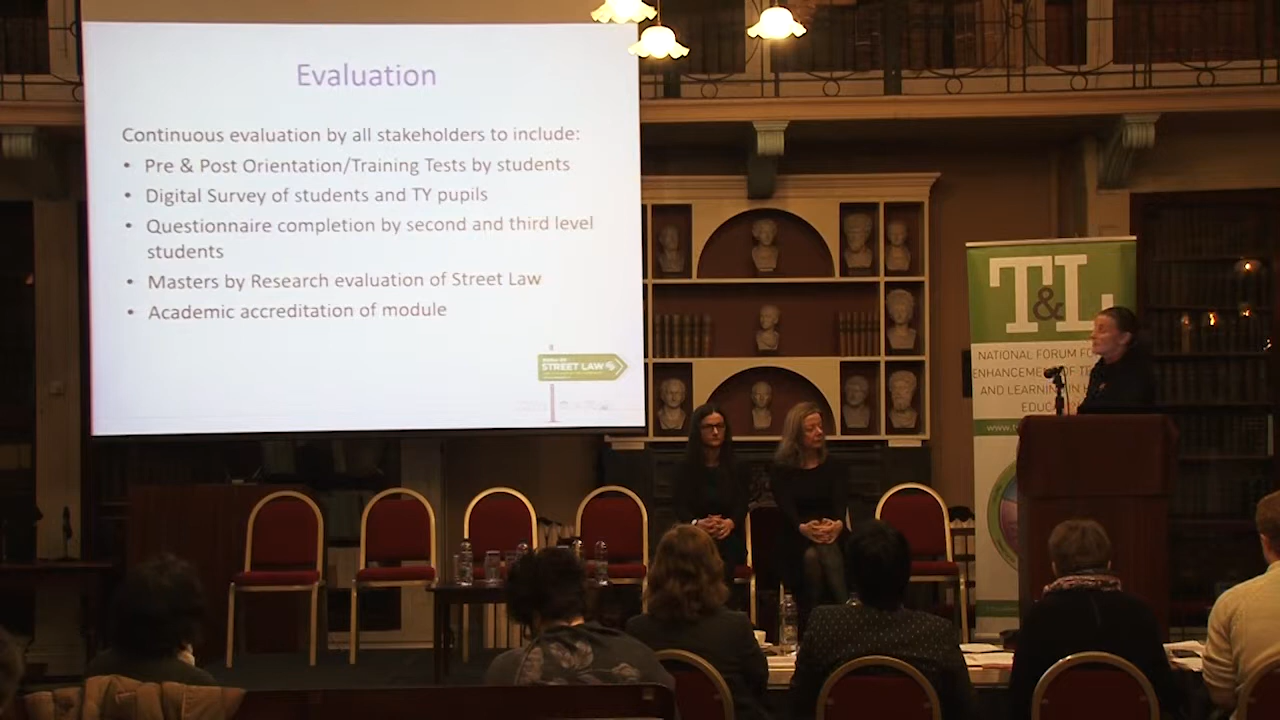 Evaluation
Continuous evaluation by all stakeholders to include:
• Pre & Post Orientation/Training Tests by students
• Digital Survey of students and TY pupils
• Questionnaire completion by second and third level
students
• Masters by Research evaluation of Street Law
• Academic accreditation of module
STREET LAW
T&L
NATIONAL FORUM FO
ENHANCEMENT OF TE
AND LEARNING IN H
EDUCA
www.t